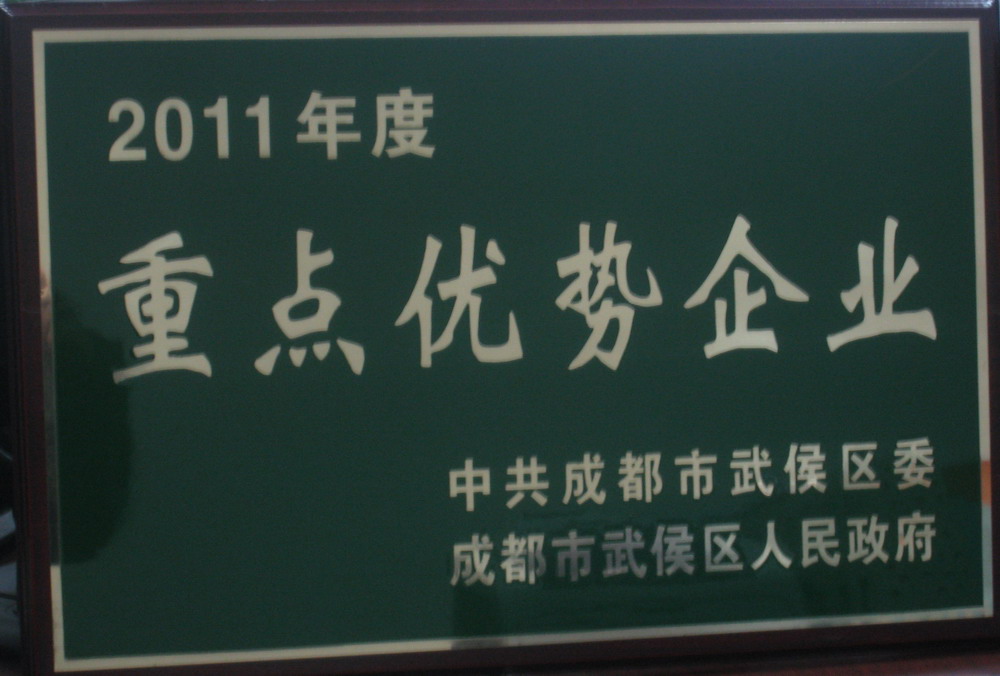 2011年度
重点优势企业
中共成都市武侯区委
成都市武侯区人民政府